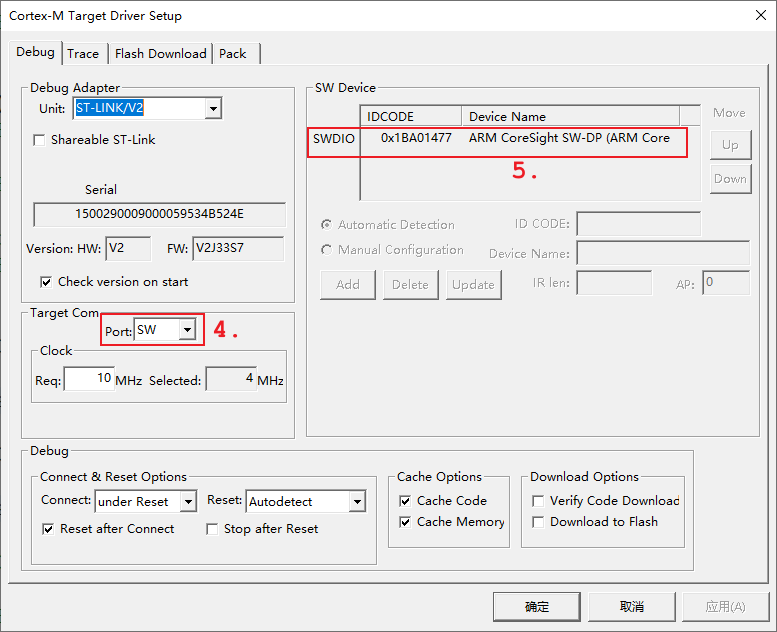 Cortex-M Target Driver Setup
Debug Trace Flash Download Pack
Debug Adapter
Unit: ST-LINK/V2
Shareable ST-Link
Serial
1500290009000059534B524E
Version: HW: V2 FW: V2J33S7
Check version on start
Target Com
Port: SW 4.
Clock
Req: 10 MHz Selected: 4 MHz
SW Device
IDCODE Device Name Move
SWDIO 0x1BA01477 ARM CoreSight SW-DP (ARM Core Up
5. Down
Automatic Detection ID CODE:
Manual Configuration Device Name:
Add Delete Update IR len: AP: 0
Debug
Connect & Reset Options
Connect: under Reset Reset: Autodetect
Reset after Connect Stop after Reset
Cache Options
Cache Code
Cache Memory
Download Options
Verify Code Download
Download to Flash
确定 取消 应用(A)